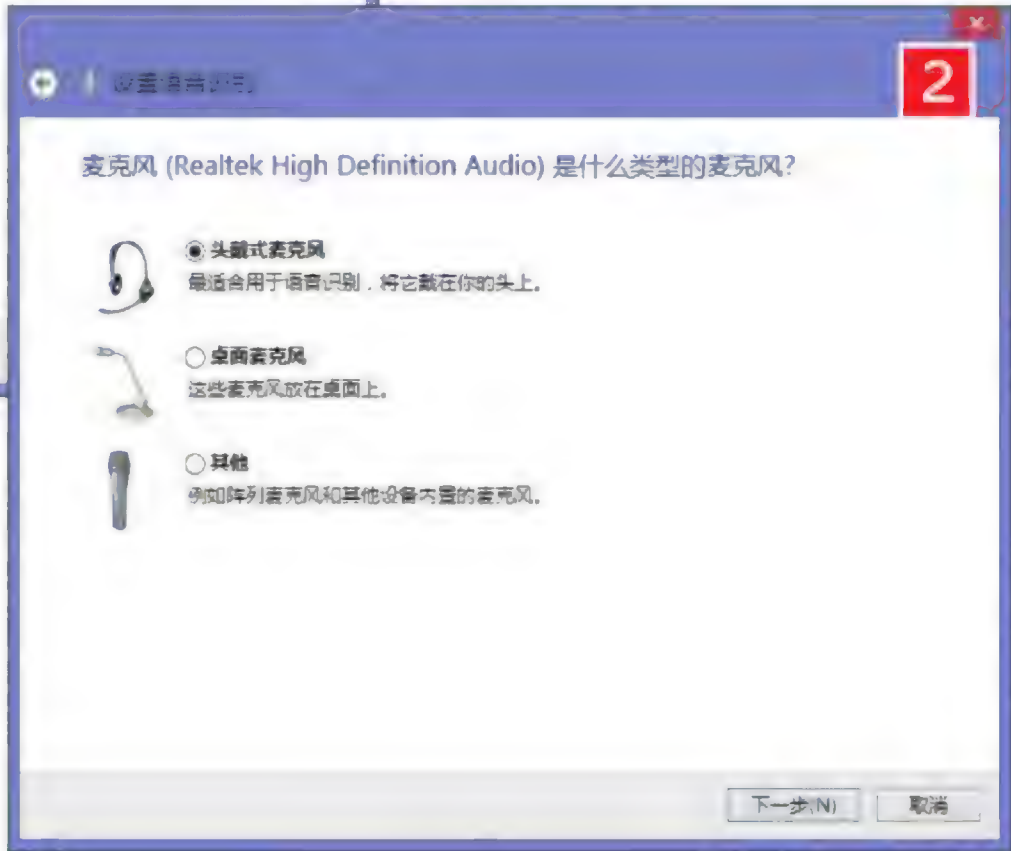 2
设置语音识别
麦克风 (Realtek High Definition Audio) 是什么类型的麦克风?
头戴式麦克风
最适合用于语音识别，将它戴在你的头上。
桌面麦克风
这些麦克风放在桌面上。
其他
例如阵列麦克风和其他设备内置的麦克风。
下一步(N)
取消